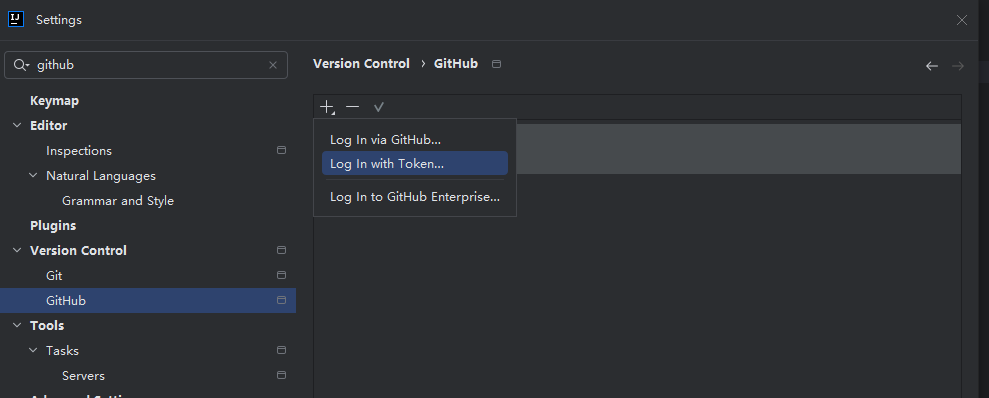 IJ Settings
github
Version Control › GitHub
Keymap
Editor
Inspections
Natural Languages
Grammar and Style
Plugins
Version Control
Git
GitHub
Tools
Tasks
Servers
Log In via GitHub...
Log In with Token...
Log In to GitHub Enterprise...